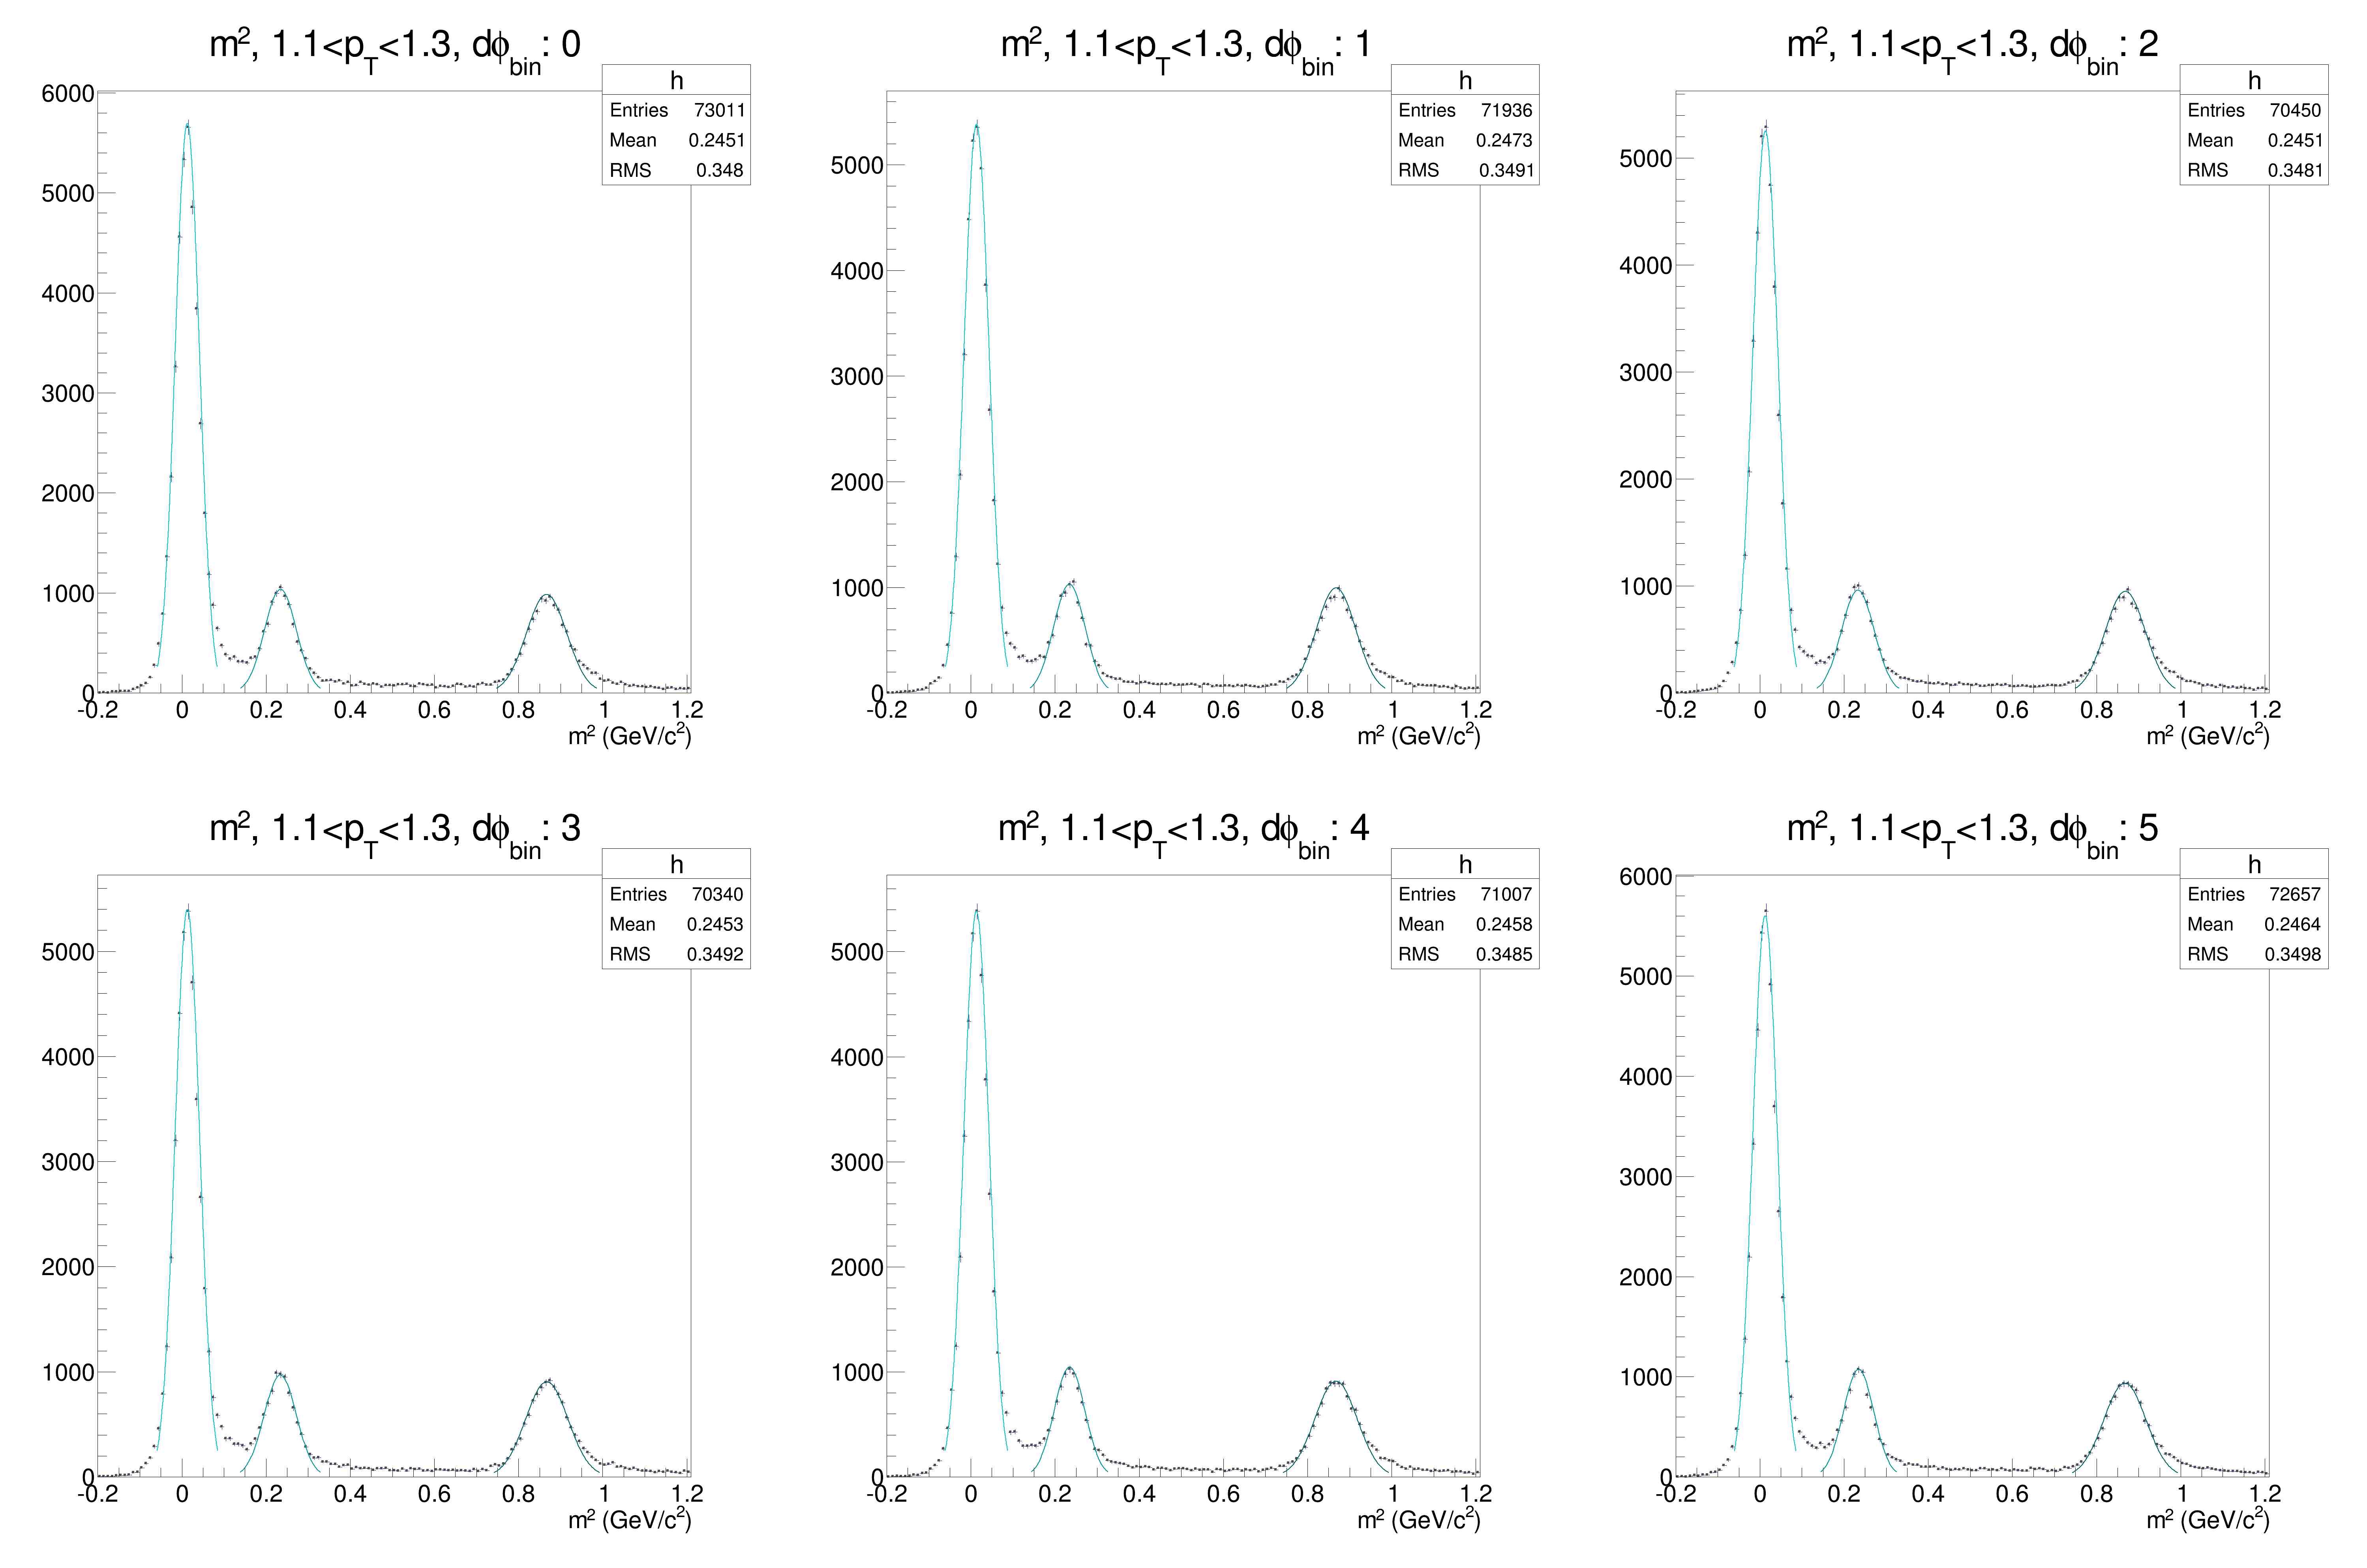 m², 1.1<p_T<1.3, dϕ_bin: 0
h
Entries 73011
Mean 0.2451
RMS 0.348
6000
5000
4000
3000
2000
1000
0
-0.2 0 0.2 0.4 0.6 0.8 1 1.2
m² (GeV/c²)
m², 1.1<p_T<1.3, dϕ_bin: 1
h
Entries 71936
Mean 0.2473
RMS 0.3491
5000
4000
3000
2000
1000
0
-0.2 0 0.2 0.4 0.6 0.8 1 1.2
m² (GeV/c²)
m², 1.1<p_T<1.3, dϕ_bin: 2
h
Entries 70450
Mean 0.2451
RMS 0.3481
5000
4000
3000
2000
1000
0
-0.2 0 0.2 0.4 0.6 0.8 1 1.2
m² (GeV/c²)
m², 1.1<p_T<1.3, dϕ_bin: 3
h
Entries 70340
Mean 0.2453
RMS 0.3492
5000
4000
3000
2000
1000
0
-0.2 0 0.2 0.4 0.6 0.8 1 1.2
m² (GeV/c²)
m², 1.1<p_T<1.3, dϕ_bin: 4
h
Entries 71007
Mean 0.2458
RMS 0.3485
5000
4000
3000
2000
1000
0
-0.2 0 0.2 0.4 0.6 0.8 1 1.2
m² (GeV/c²)
m², 1.1<p_T<1.3, dϕ_bin: 5
h
Entries 72657
Mean 0.2464
RMS 0.3498
6000
5000
4000
3000
2000
1000
0
-0.2 0 0.2 0.4 0.6 0.8 1 1.2
m² (GeV/c²)